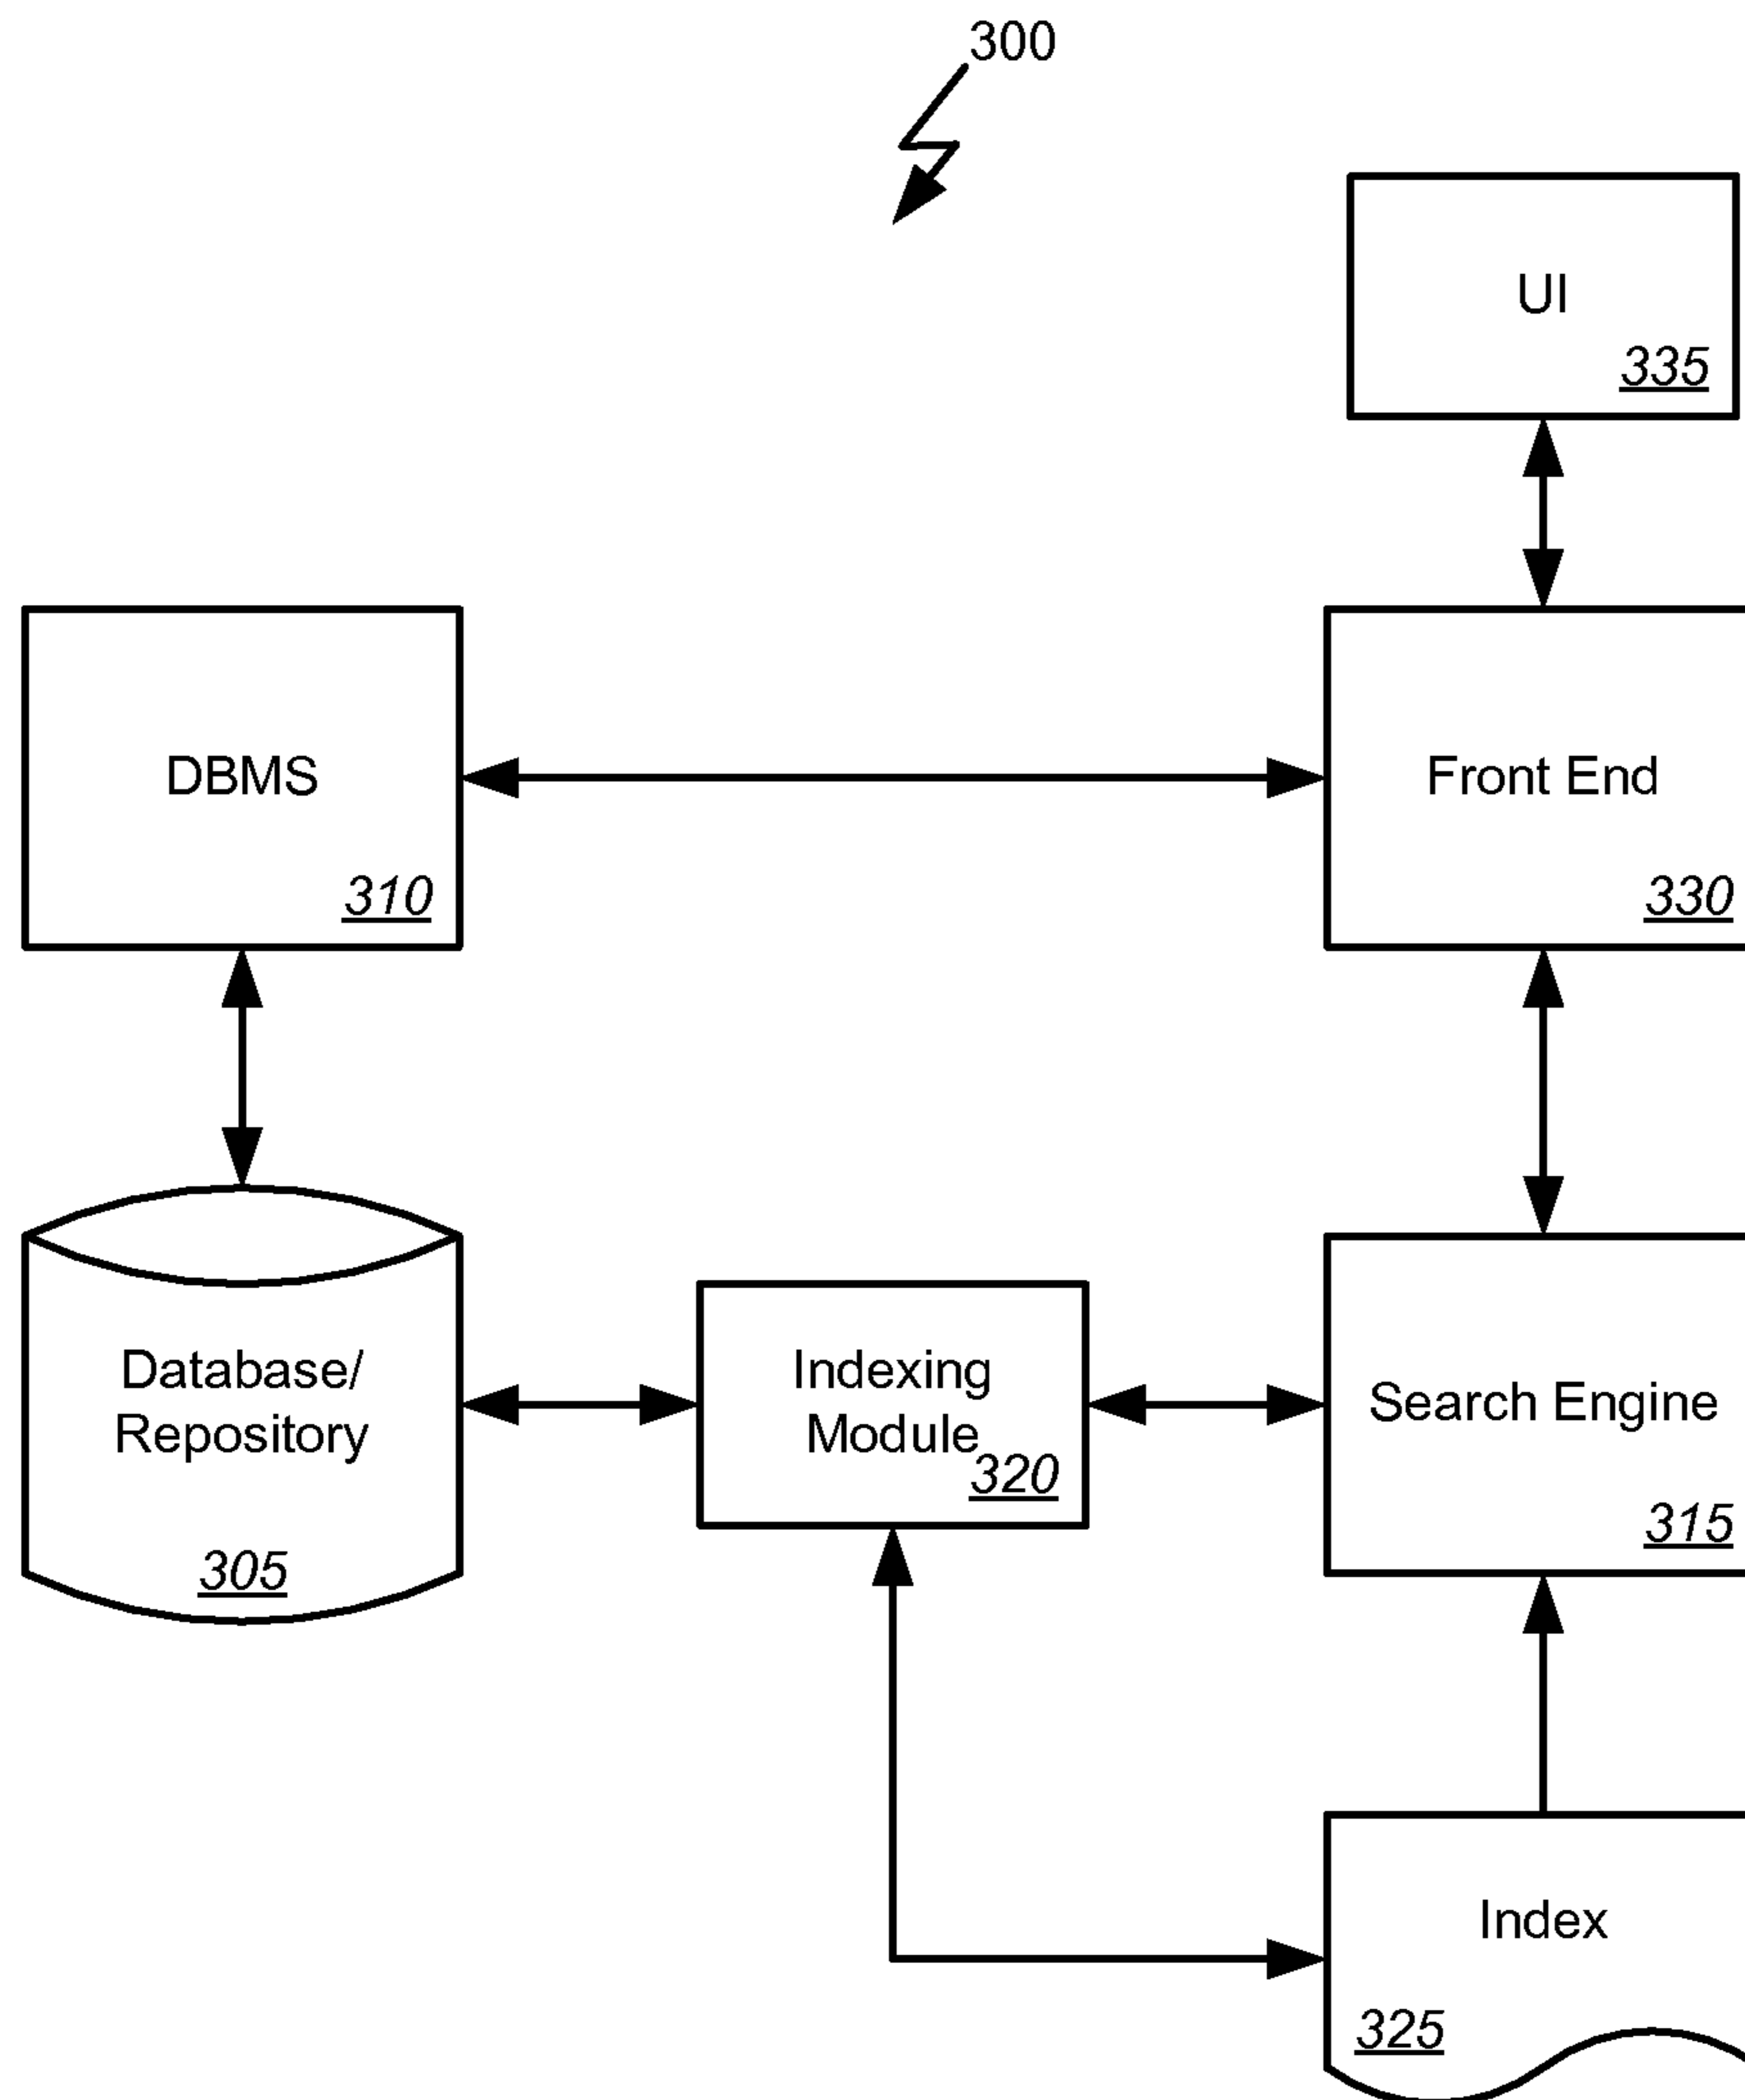 300
UI
335
DBMS
310
Front End
330
Database/
Repository
305
Indexing
Module
320
Search Engine
315
Index
325